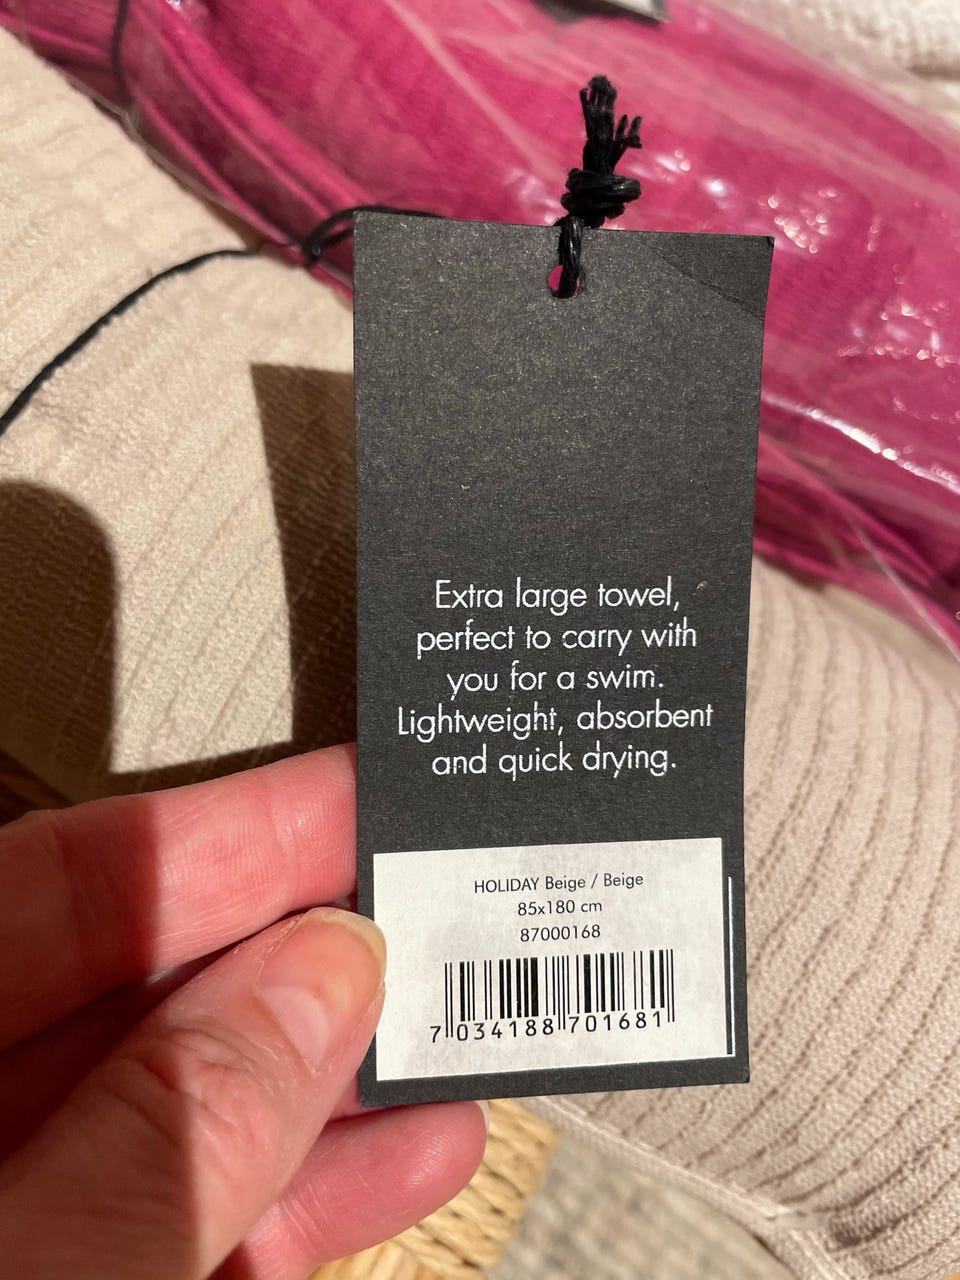 Extra large towel,
perfect to carry with
you for a swim.
Lightweight, absorbent
and quick drying.
HOLIDAY Beige / Beige
85x180 cm
87000168
7 034188 701681